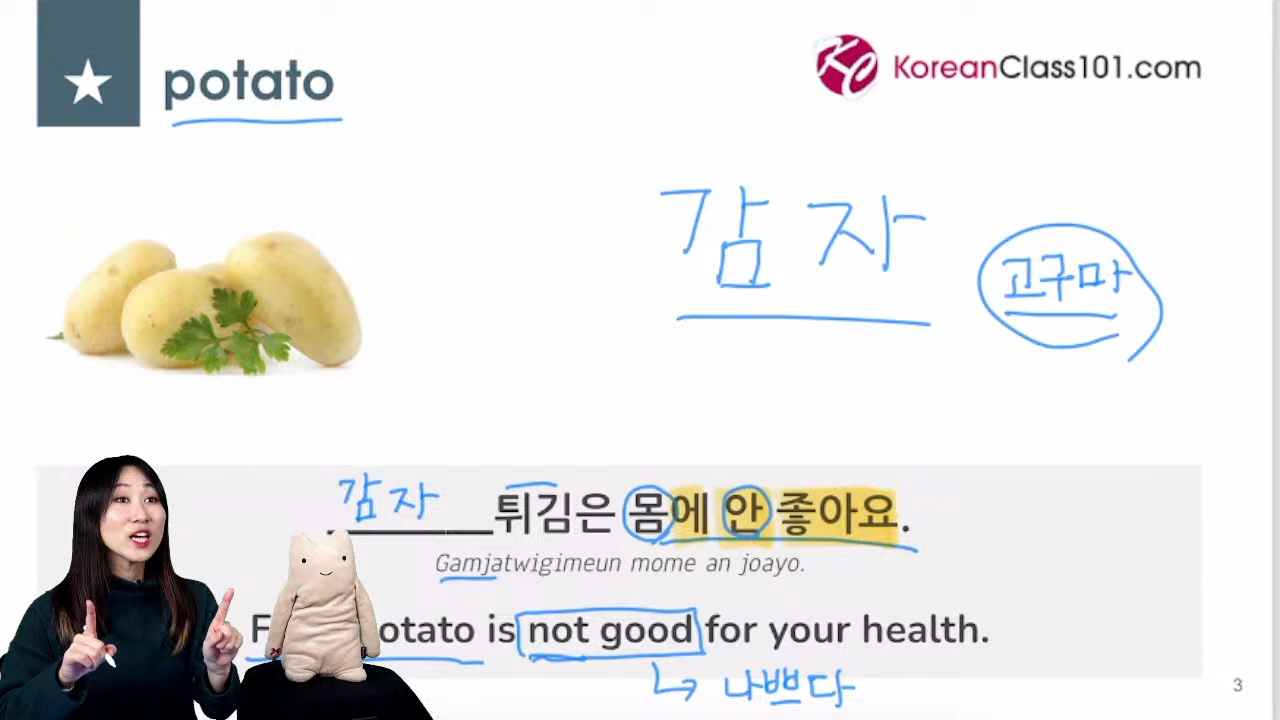 potato
KoreanClass101.com
감자
고구마
감자 튀김은 몸에 안 좋아요.
Gamjatwigimeun mome an joayo.
F otato is not good for your health.
나쁘다
3